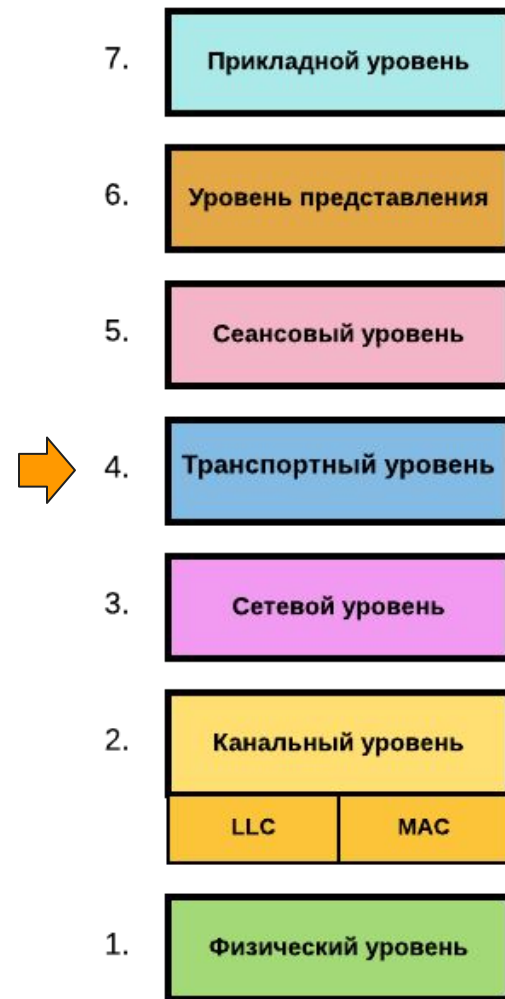 7. Прикладной уровень
6. Уровень представления
5. Сеансовый уровень
4. Транспортный уровень
3. Сетевой уровень
2. Канальный уровень
LLC MAC
1. Физический уровень